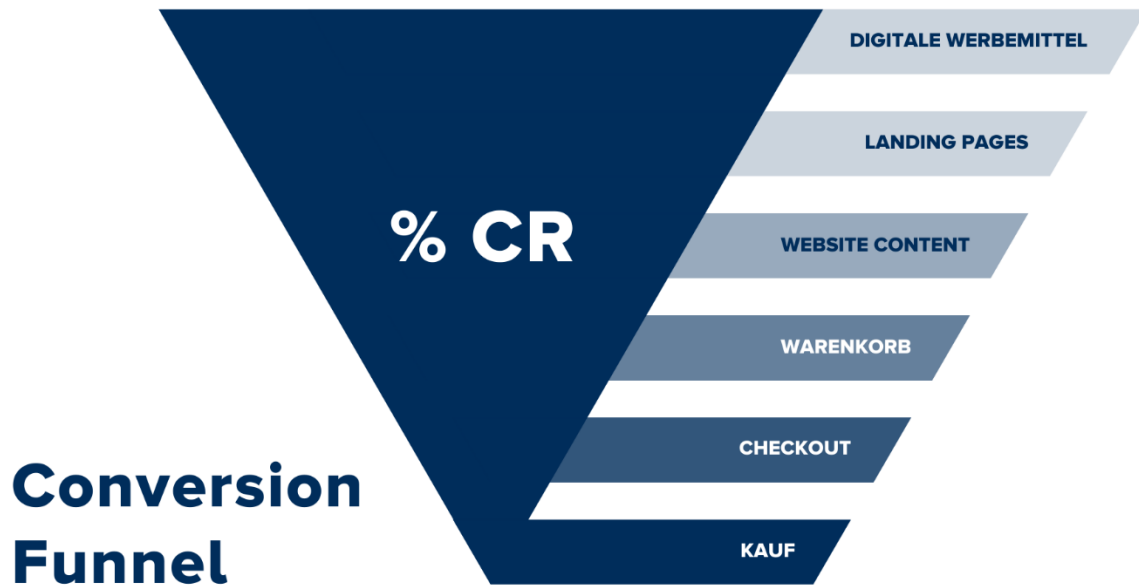 DIGITALE WERBEMITTEL
LANDING PAGES
% CR
WEBSITE CONTENT
WARENKORB
CHECKOUT
Conversion
Funnel
KAUF